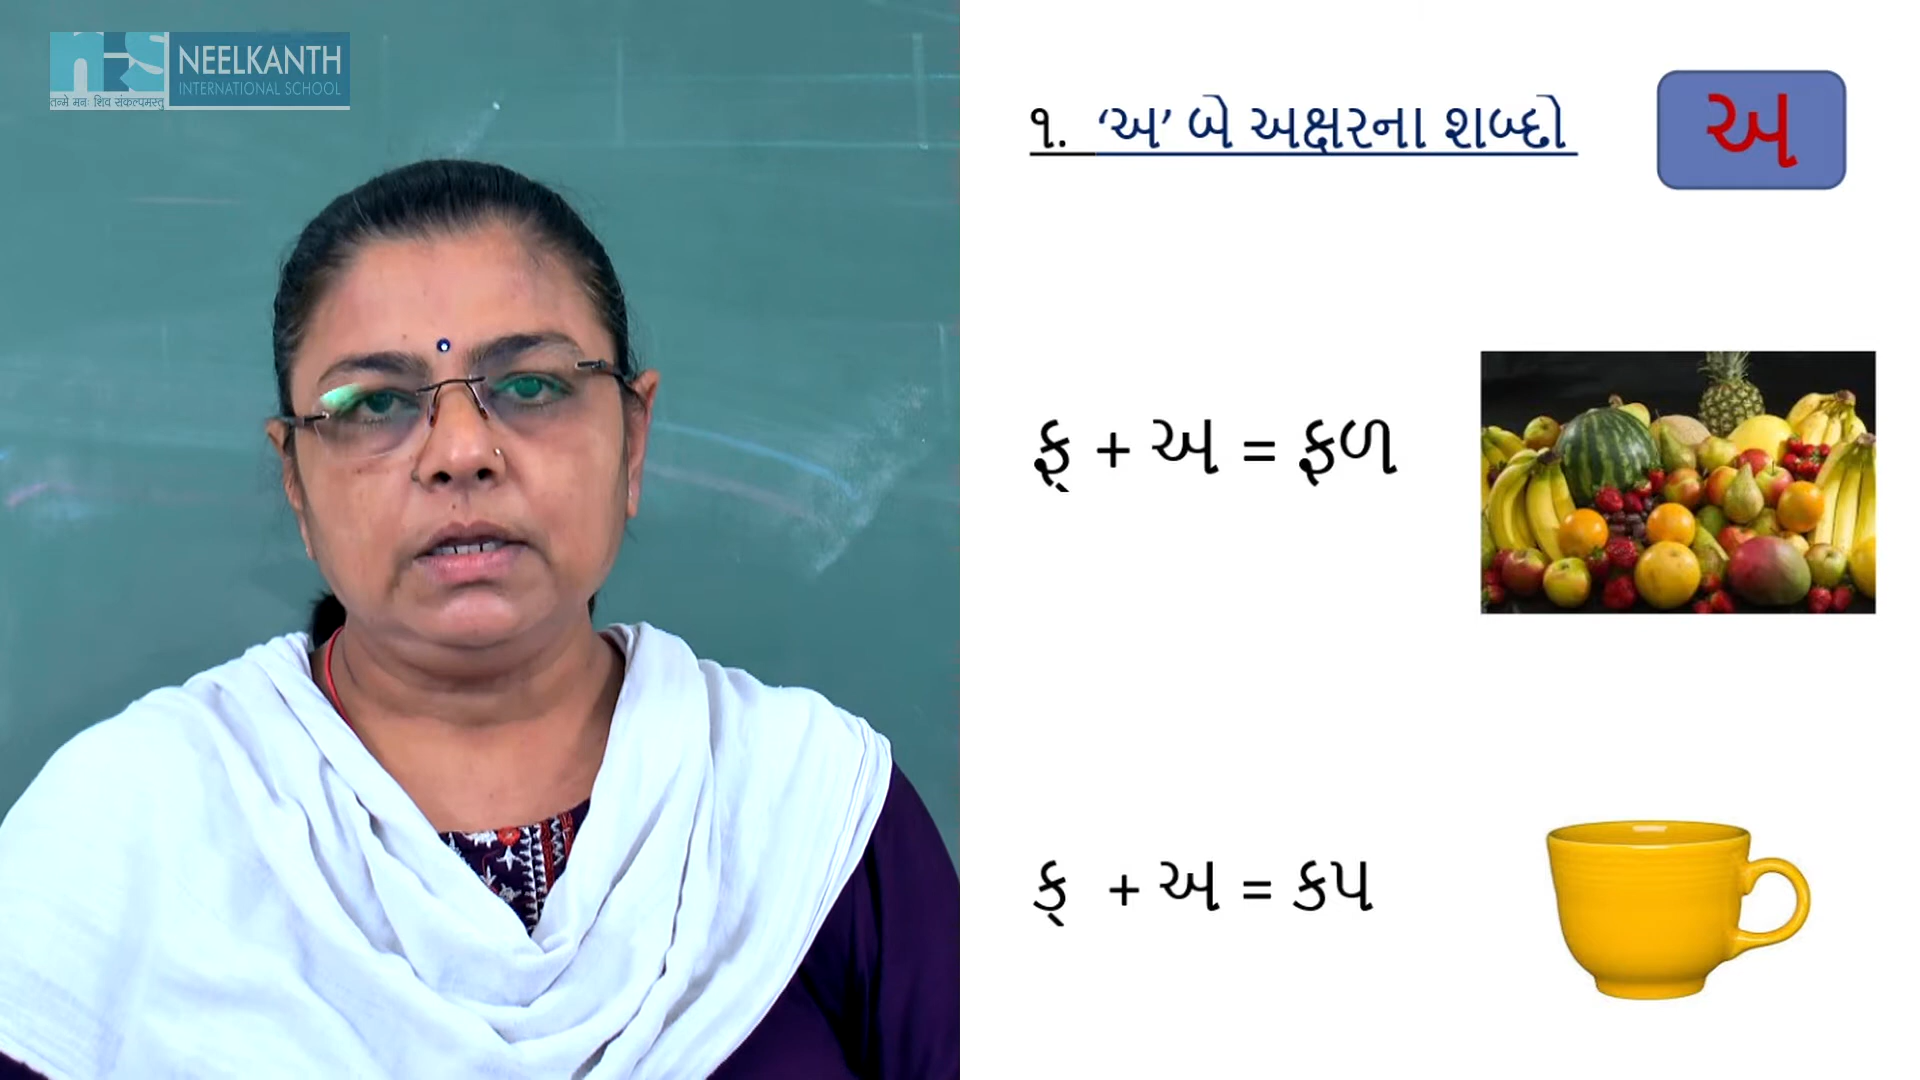 NEELKANTH
INTERNATIONAL SCHOOL
तन्मे मनः शिव संकल्पमस्तु
૧. ‘અ’ બે અક્ષરના શબ્દો
અ
ફ્ + અ = ફળ
ક્ + અ = કપ